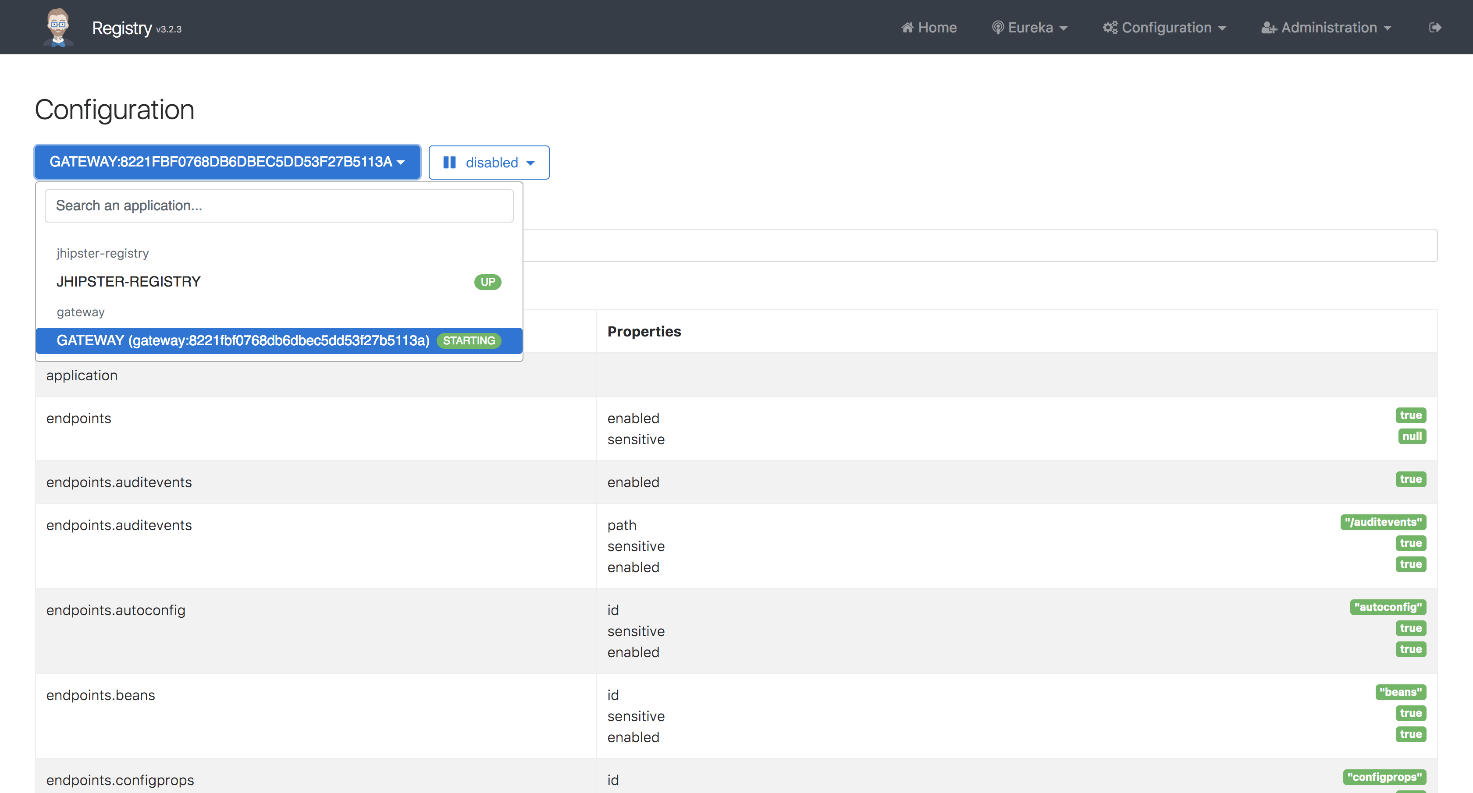 Registry v3.2.3
Home Eureka Configuration Administration
Configuration
GATEWAY:8221FBF0768DB6DBEC5DD53F27B5113A disabled
Search an application...
jhipster-registry
JHIPSTER-REGISTRY UP
gateway
GATEWAY (gateway:8221fbf0768db6dbec5dd53f27b5113a) STARTING
Properties
application
endpoints enabled true
sensitive null
endpoints.auditevents enabled true
endpoints.auditevents path "/auditevents"
sensitive true
enabled true
endpoints.autoconfig id "autoconfig"
sensitive true
enabled true
endpoints.beans id "beans"
sensitive true
enabled true
endpoints.configprops id "configprops"